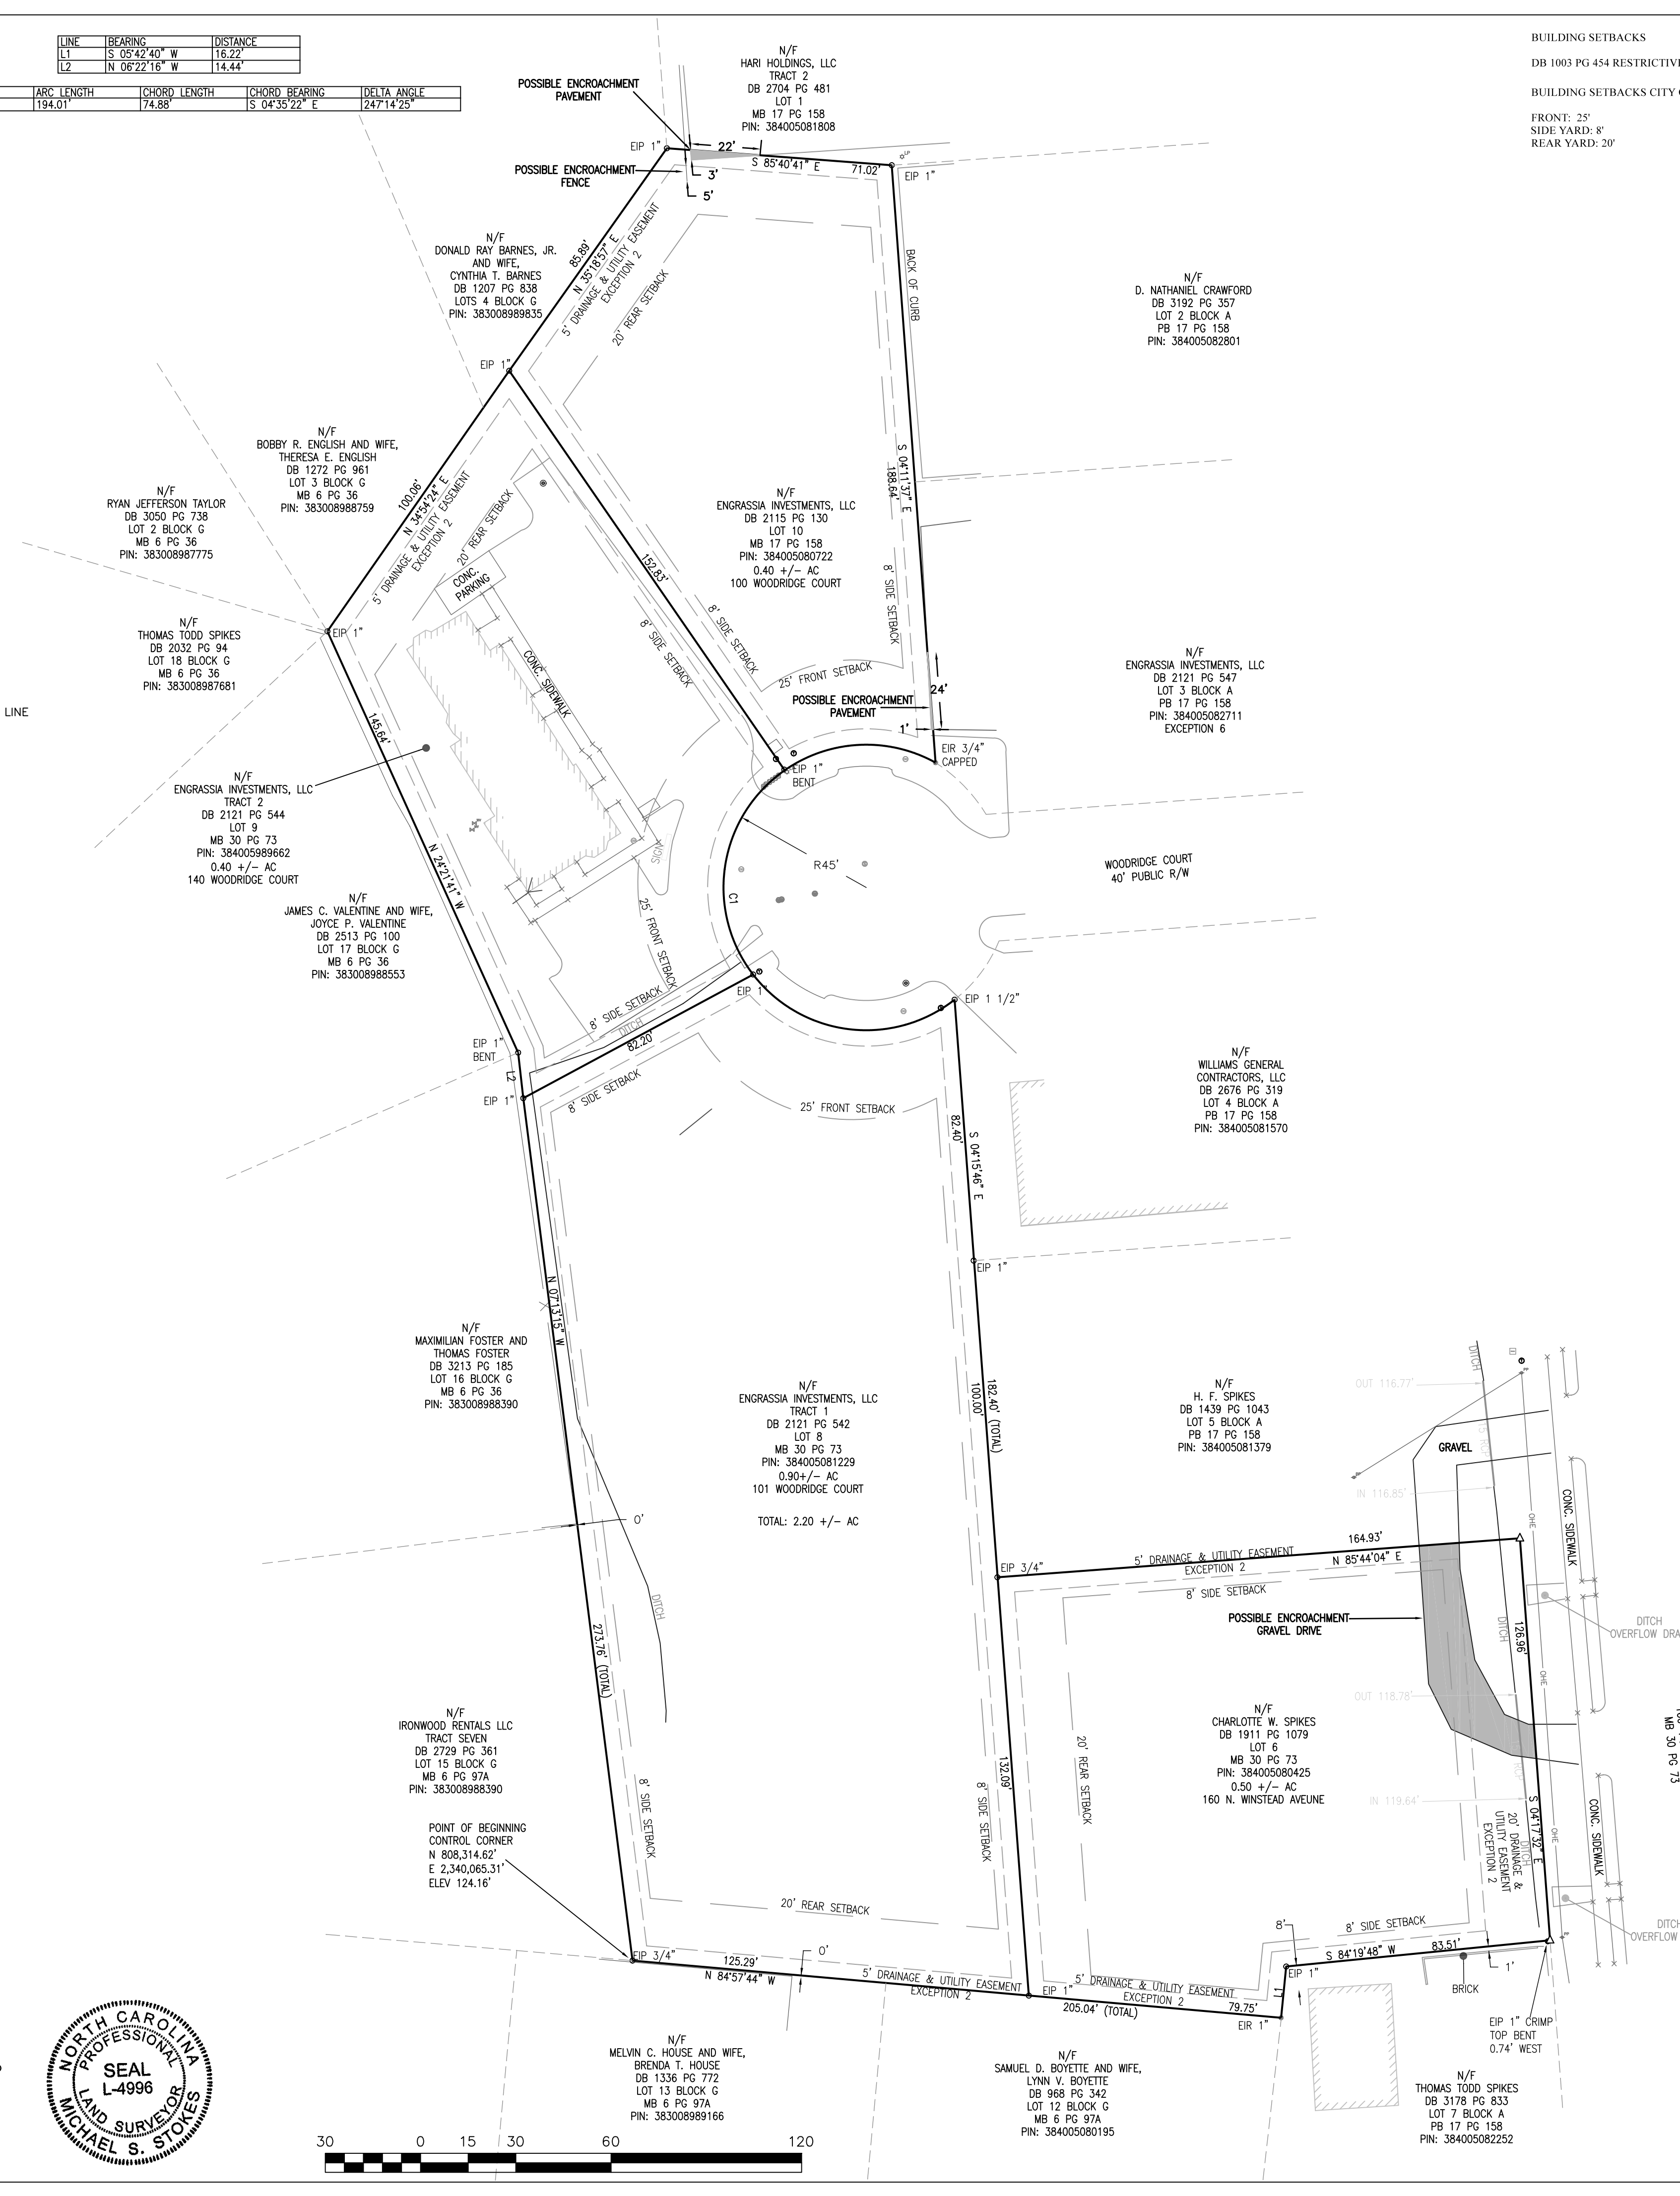 LINE BEARING DISTANCE
L1 S 05°42'40" W 16.22'
L2 N 06°22'16" W 14.44'
ARC LENGTH CHORD LENGTH CHORD BEARING DELTA ANGLE
194.01' 74.88' S 04°35'22" E 247°14'25"
BUILDING SETBACKS
DB 1003 PG 454 RESTRICTIVE
BUILDING SETBACKS CITY
FRONT: 25'
SIDE YARD: 8'
REAR YARD: 20'
N/F
HARI HOLDINGS, LLC
TRACT 2
DB 2704 PG 481
LOT 1
MB 17 PG 158
PIN: 384005081808
POSSIBLE ENCROACHMENT
PAVEMENT
EIP 1"
22'
S 85°40'41" E
71.02'
LP
EIP 1"
POSSIBLE ENCROACHMENT
FENCE
3'
5'
N/F
DONALD RAY BARNES, JR.
AND WIFE,
CYNTHIA T. BARNES
DB 1207 PG 838
LOTS 4 BLOCK G
PIN: 383008989835
85.89'
N 35°18'57" E
5' DRAINAGE & UTILITY EASEMENT
EXCEPTION 2
20' REAR SETBACK
BACK OF CURB
N/F
D. NATHANIEL CRAWFORD
DB 3192 PG 357
LOT 2 BLOCK A
PB 17 PG 158
PIN: 384005082801
EIP 1"
N/F
BOBBY R. ENGLISH AND WIFE,
THERESA E. ENGLISH
DB 1272 PG 961
LOT 3 BLOCK G
MB 6 PG 36
PIN: 383008988759
N/F
RYAN JEFFERSON TAYLOR
DB 3050 PG 738
LOT 2 BLOCK G
MB 6 PG 36
PIN: 383008987775
100.06'
N 34°54'24" E
5' DRAINAGE & UTILITY EASEMENT
EXCEPTION 2
20' REAR SETBACK
CONC.
PARKING
S 04°11'37" E
188.64'
N/F
ENGRASSIA INVESTMENTS, LLC
DB 2115 PG 130
LOT 10
MB 17 PG 158
PIN: 384005080722
0.40 +/- AC
100 WOODRIDGE COURT
152.83'
8' SIDE SETBACK
8' SIDE SETBACK
8' SIDE SETBACK
N/F
THOMAS TODD SPIKES
DB 2032 PG 94
LOT 18 BLOCK G
MB 6 PG 36
PIN: 383008987681
EIP 1"
CONC. SIDEWALK
25' FRONT SETBACK
POSSIBLE ENCROACHMENT
PAVEMENT
24'
1'
N/F
ENGRASSIA INVESTMENTS, LLC
DB 2121 PG 547
LOT 3 BLOCK A
PB 17 PG 158
PIN: 384005082711
EXCEPTION 6
LINE
145.64'
N 24°21'41" W
EIR 3/4"
CAPPED
EIP 1"
BENT
N/F
ENGRASSIA INVESTMENTS, LLC
TRACT 2
DB 2121 PG 544
LOT 9
MB 30 PG 73
PIN: 384005989662
0.40 +/- AC
140 WOODRIDGE COURT
SIGN
R45'
C1
WOODRIDGE COURT
40' PUBLIC R/W
N/F
JAMES C. VALENTINE AND WIFE,
JOYCE P. VALENTINE
DB 2513 PG 100
LOT 17 BLOCK G
MB 6 PG 36
PIN: 383008988553
25' FRONT SETBACK
8' SIDE SETBACK
DITCH
82.20'
8' SIDE SETBACK
EIP 1"
EIP 1 1/2"
EIP 1"
BENT
L2
EIP 1"
25' FRONT SETBACK
82.40'
S 04°15'46" E
N/F
WILLIAMS GENERAL
CONTRACTORS, LLC
DB 2676 PG 319
LOT 4 BLOCK A
PB 17 PG 158
PIN: 384005081570
EIP 1"
N 07°13'15" W
N/F
MAXIMILIAN FOSTER AND
THOMAS FOSTER
DB 3213 PG 185
LOT 16 BLOCK G
MB 6 PG 36
PIN: 383008988390
N/F
ENGRASSIA INVESTMENTS, LLC
TRACT 1
DB 2121 PG 542
LOT 8
MB 30 PG 73
PIN: 384005081229
0.90+/- AC
101 WOODRIDGE COURT
TOTAL: 2.20 +/- AC
182.40' (TOTAL)
100.00'
N/F
H. F. SPIKES
DB 1439 PG 1043
LOT 5 BLOCK A
PB 17 PG 158
PIN: 384005081379
DITCH
OUT 116.77'
GRAVEL
IN 116.85'
CONC. SIDEWALK
OHE
0'
EIP 3/4"
164.93'
N 85°44'04" E
5' DRAINAGE & UTILITY EASEMENT
EXCEPTION 2
8' SIDE SETBACK
POSSIBLE ENCROACHMENT
GRAVEL DRIVE
DITCH
126.96'
DITCH
OVERFLOW
DITCH
273.76' (TOTAL)
OHE
OUT 118.78'
N/F
IRONWOOD RENTALS LLC
TRACT SEVEN
DB 2729 PG 361
LOT 15 BLOCK G
MB 6 PG 97A
PIN: 383008988390
N/F
CHARLOTTE W. SPIKES
DB 1911 PG 1079
LOT 6
MB 30 PG 73
PIN: 384005080425
0.50 +/- AC
160 N. WINSTEAD AVEUNE
MB 30 PG 73
20' REAR SETBACK
132.09'
8' SIDE SETBACK
8' SIDE SETBACK
IN 119.64'
S 04°17'32" E
20' DRAINAGE &
UTILITY EASEMENT
EXCEPTION 2
DITCH
OHE
CONC. SIDEWALK
POINT OF BEGINNING
CONTROL CORNER
N 808,314.62'
E 2,340,065.31'
ELEV 124.16'
20' REAR SETBACK
8'
8' SIDE SETBACK
DITCH
OVERFLOW
EIP 3/4"
125.29'
N 84°57'44" W
0'
5' DRAINAGE & UTILITY EASEMENT
EXCEPTION 2
EIP 1"
5' DRAINAGE & UTILITY EASEMENT
EXCEPTION 2
205.04' (TOTAL)
79.75'
EIR 1"
L1
EIP 1"
S 84°19'48" W
83.51'
1'
BRICK
EIP 1" CRIMP
TOP BENT
0.74' WEST
N/F
MELVIN C. HOUSE AND WIFE,
BRENDA T. HOUSE
DB 1336 PG 772
LOT 13 BLOCK G
MB 6 PG 97A
PIN: 383008989166
N/F
SAMUEL D. BOYETTE AND WIFE,
LYNN V. BOYETTE
DB 968 PG 342
LOT 12 BLOCK G
MB 6 PG 97A
PIN: 384005080195
N/F
THOMAS TODD SPIKES
DB 3178 PG 833
LOT 7 BLOCK A
PB 17 PG 158
PIN: 384005082252
NORTH CAROLINA
PROFESSIONAL
SEAL
L-4996
LAND SURVEYOR
MICHAEL S. STOKES
30 0 15 30 60 120